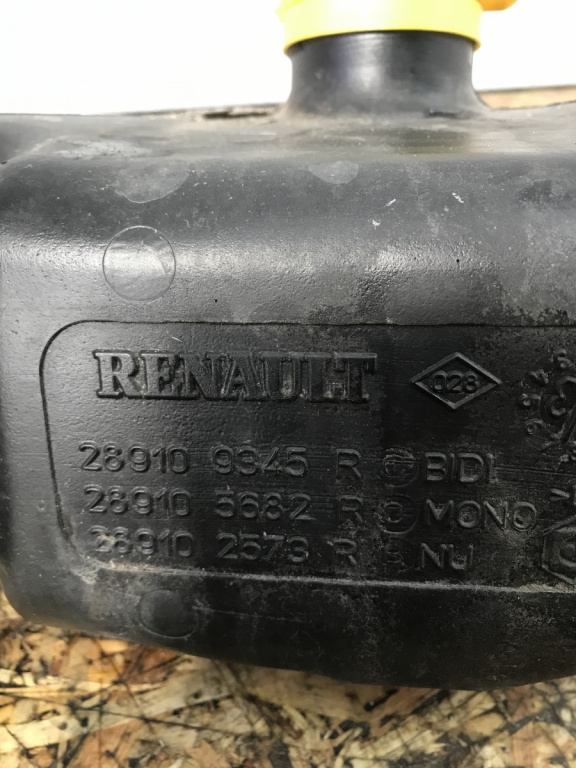 RENAULT 028
28910 9345 R BIDI
28910 5682 R MONO
28910 2573 R NU